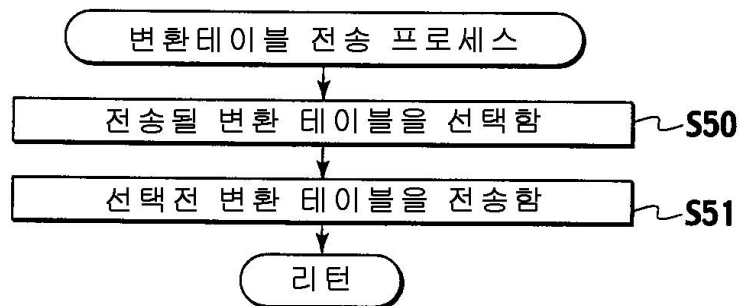 변환테이블 전송 프로세스
전송될 변환 테이블을 선택함
S50
선택전 변환 테이블을 전송함
S51
리턴